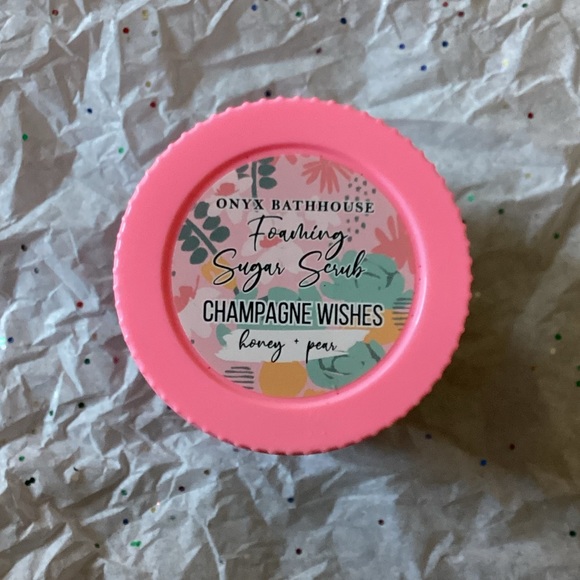 ONYX BATHHOUSE
Foaming
Sugar Scrub
CHAMPAGNE WISHES
honey + pear